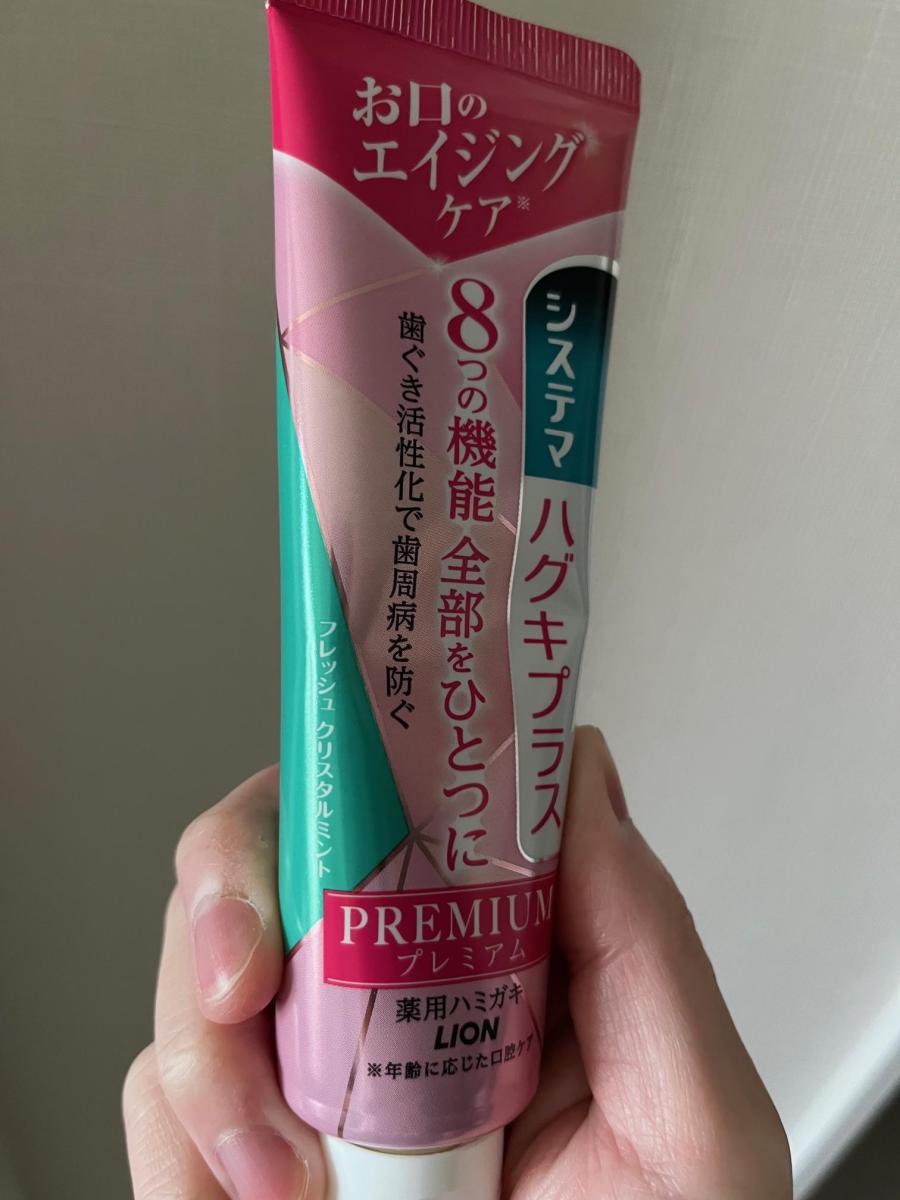 お口の
エイジング
ケア※
システマ
ハグキプラス
8つの機能 全部をひとつに
歯ぐき活性化で歯周病を防ぐ
フレッシュ クリスタルミント
PREMIUM
プレミアム
薬用ハミガキ
LION
※年齢に応じた口腔ケア